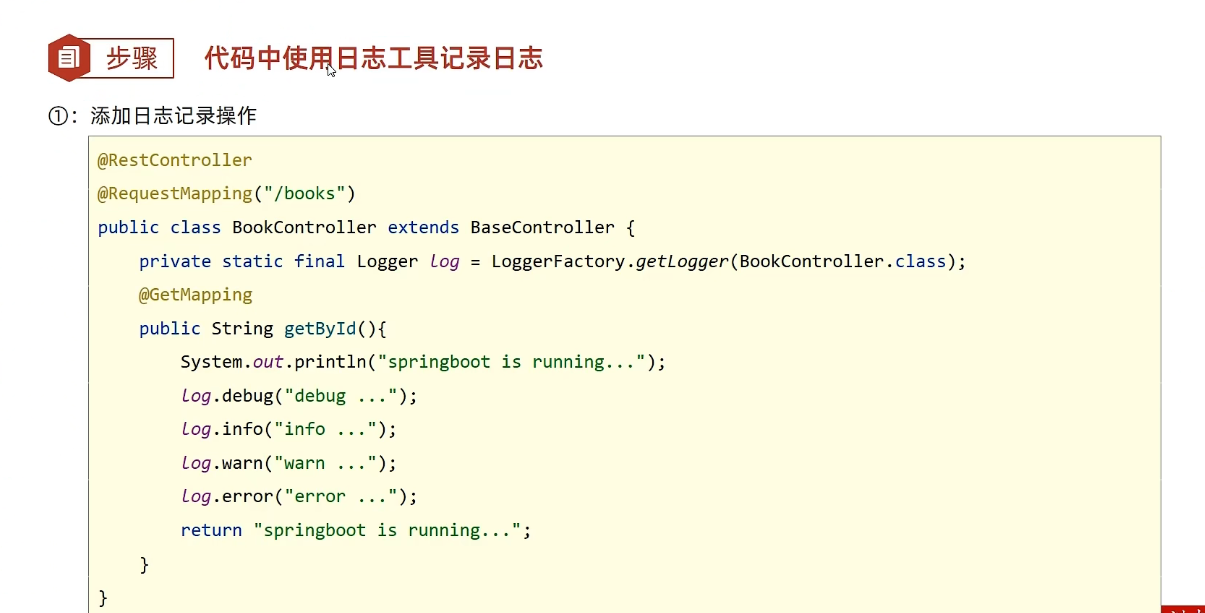 步骤 代码中使用日志工具记录日志
①：添加日志记录操作
@RestController
@RequestMapping("/books")
public class BookController extends BaseController {
    private static final Logger log = LoggerFactory.getLogger(BookController.class);
    @GetMapping
    public String getById(){
        System.out.println("springboot is running...");
        log.debug("debug ...");
        log.info("info ...");
        log.warn("warn ...");
        log.error("error ...");
        return "springboot is running...";
    }
}